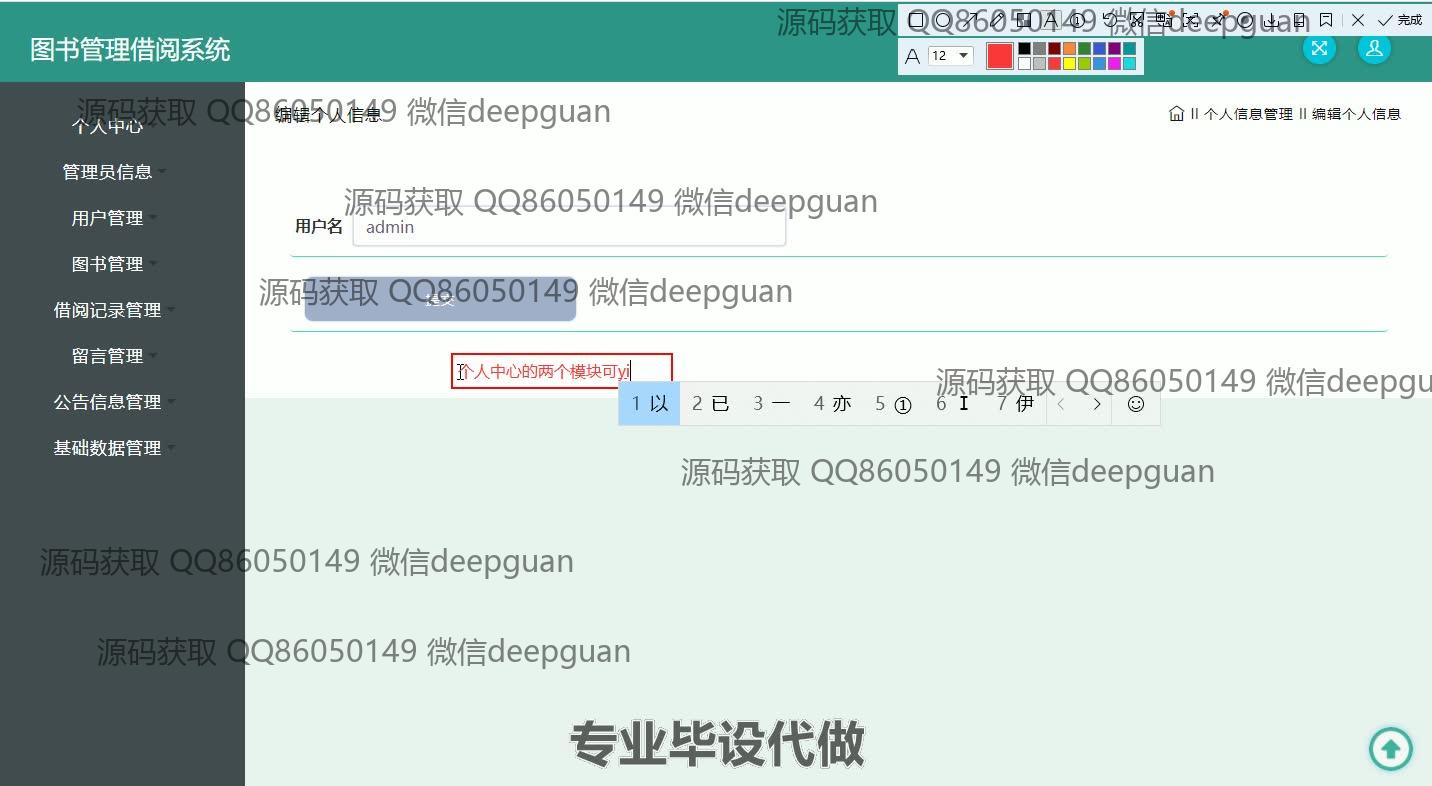 源码获取 QQ86050149 微信deepguan
完成
图书管理借阅系统
12
源码获取 QQ86050149 微信deepguan
个人中心
编辑个人信息
个人信息管理 II 编辑个人信息
管理员信息
源码获取 QQ86050149 微信deepguan
用户管理
用户名 admin
图书管理
源码获取 QQ86050149 微信deepguan
提交
借阅记录管理
留言管理
个人中心的两个模块可yi
源码获取 QQ86050149 微信deepgu
公告信息管理
1 以 2 已 3 一 4 亦 5 ① 6 I 7 伊
基础数据管理
源码获取 QQ86050149 微信deepguan
源码获取 QQ86050149 微信deepguan
源码获取 QQ86050149 微信deepguan
专业毕设代做